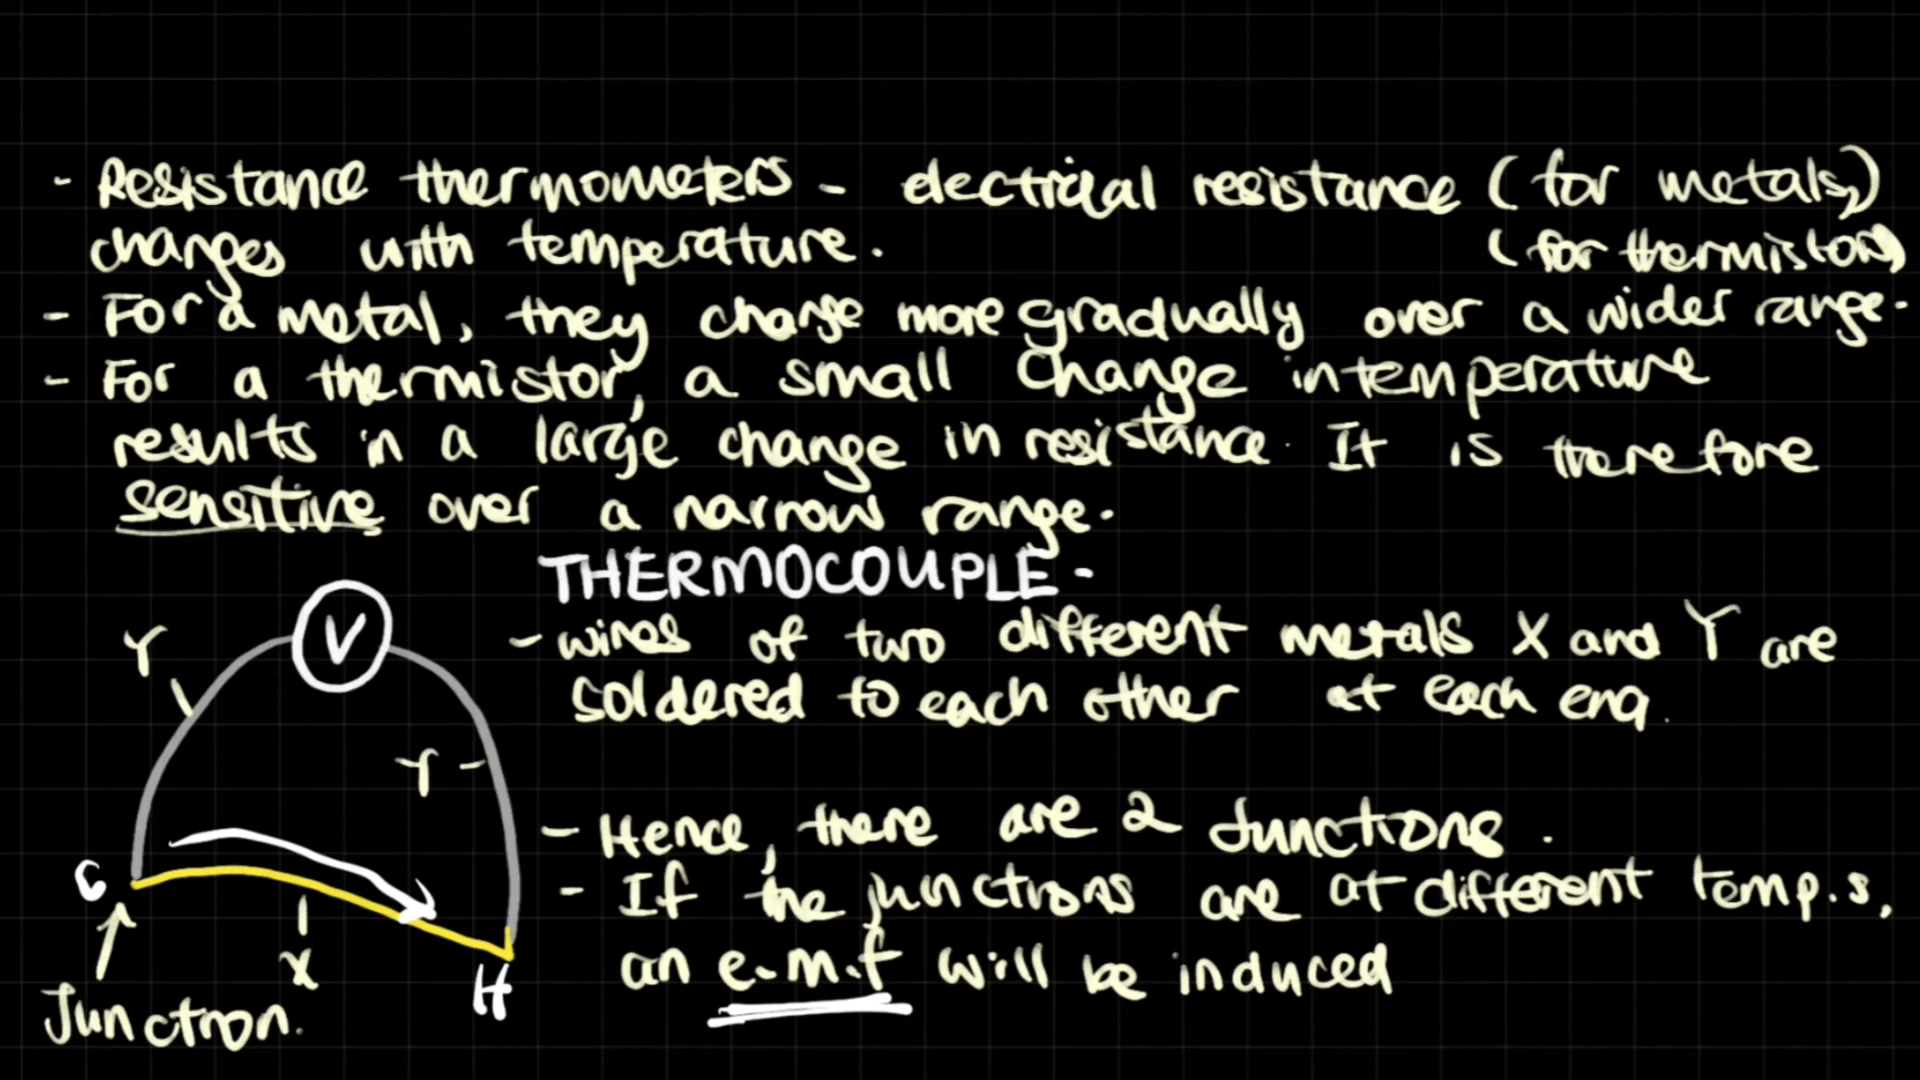 - Resistance thermometers - electrical resistance (for metals,)
changes with temperature. (for thermistors)
- For a metal, they change more gradually over a wider range.
- For a thermistor, a small change in temperature
results in a large change in resistance. It is therefore
sensitive over a narrow range.
THERMOCOUPLE -
- wires of two different metals X and Y are
soldered to each other at each end.
- Hence, there are 2 junctions.
- If the junctions are at different temp.s,
an e.m.f will be induced
V
Y
Y
C
X
H
Junction.